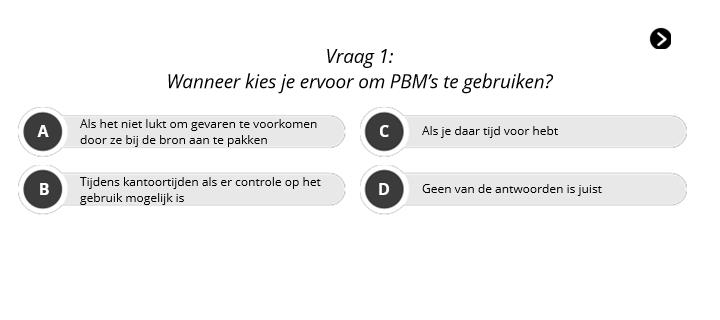 Vraag 1:
Wanneer kies je ervoor om PBM's te gebruiken?
A
Als het niet lukt om gevaren te voorkomen
door ze bij de bron aan te pakken
B
Tijdens kantoortijden als er controle op het
gebruik mogelijk is
C
Als je daar tijd voor hebt
D
Geen van de antwoorden is juist